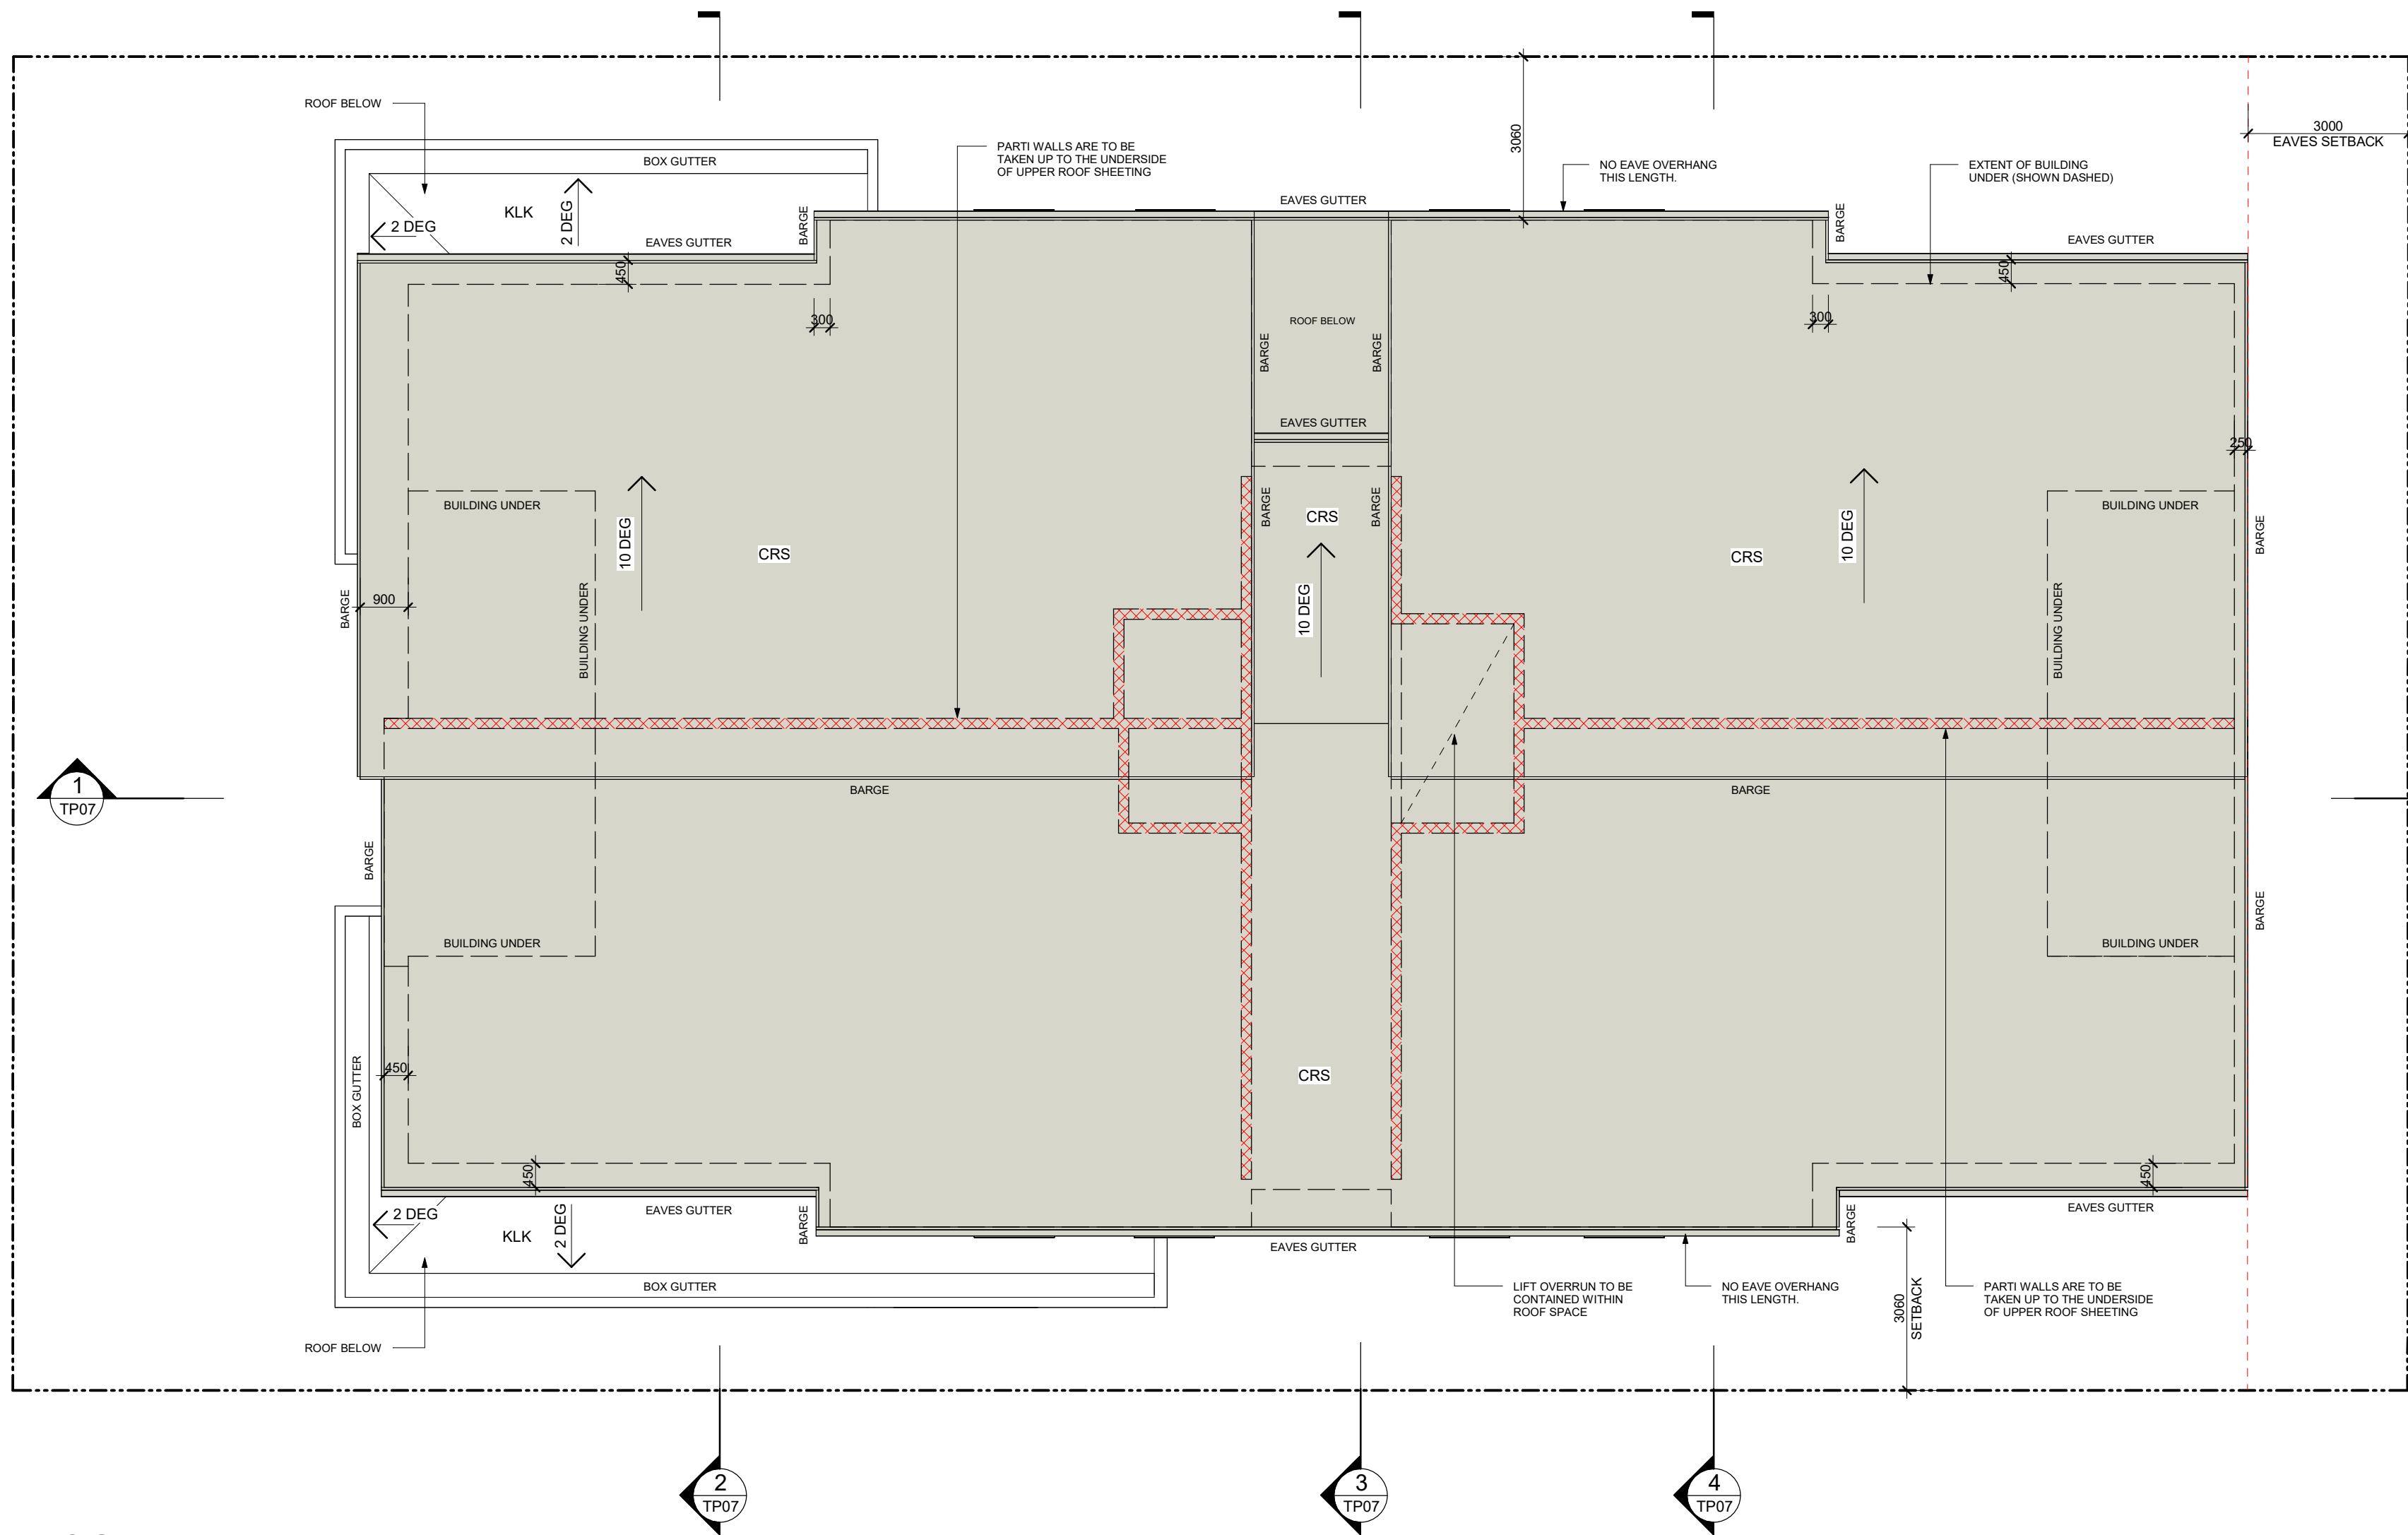 ROOF BELOW
3060
3000
EAVES SETBACK
PARTI WALLS ARE TO BE
TAKEN UP TO THE UNDERSIDE
OF UPPER ROOF SHEETING
NO EAVE OVERHANG
THIS LENGTH.
EXTENT OF BUILDING
UNDER (SHOWN DASHED)
BOX GUTTER
KLK
2 DEG
2 DEG
EAVES GUTTER
BARGE
EAVES GUTTER
BARGE
EAVES GUTTER
450
450
300
ROOF BELOW
300
BARGE
BARGE
EAVES GUTTER
250
BUILDING UNDER
BARGE
BARGE
BUILDING UNDER
CRS
10 DEG
CRS
CRS
10 DEG
BARGE
900
BARGE
BUILDING UNDER
10 DEG
BUILDING UNDER
1
TP07
BARGE
BARGE
BARGE
BARGE
BUILDING UNDER
BUILDING UNDER
BOX GUTTER
450
CRS
450
450
2 DEG
KLK
2 DEG
EAVES GUTTER
BARGE
EAVES GUTTER
BARGE
EAVES GUTTER
BOX GUTTER
LIFT OVERRUN TO BE
CONTAINED WITHIN
ROOF SPACE
NO EAVE OVERHANG
THIS LENGTH.
3060
SETBACK
PARTI WALLS ARE TO BE
TAKEN UP TO THE UNDERSIDE
OF UPPER ROOF SHEETING
ROOF BELOW
2
TP07
3
TP07
4
TP07